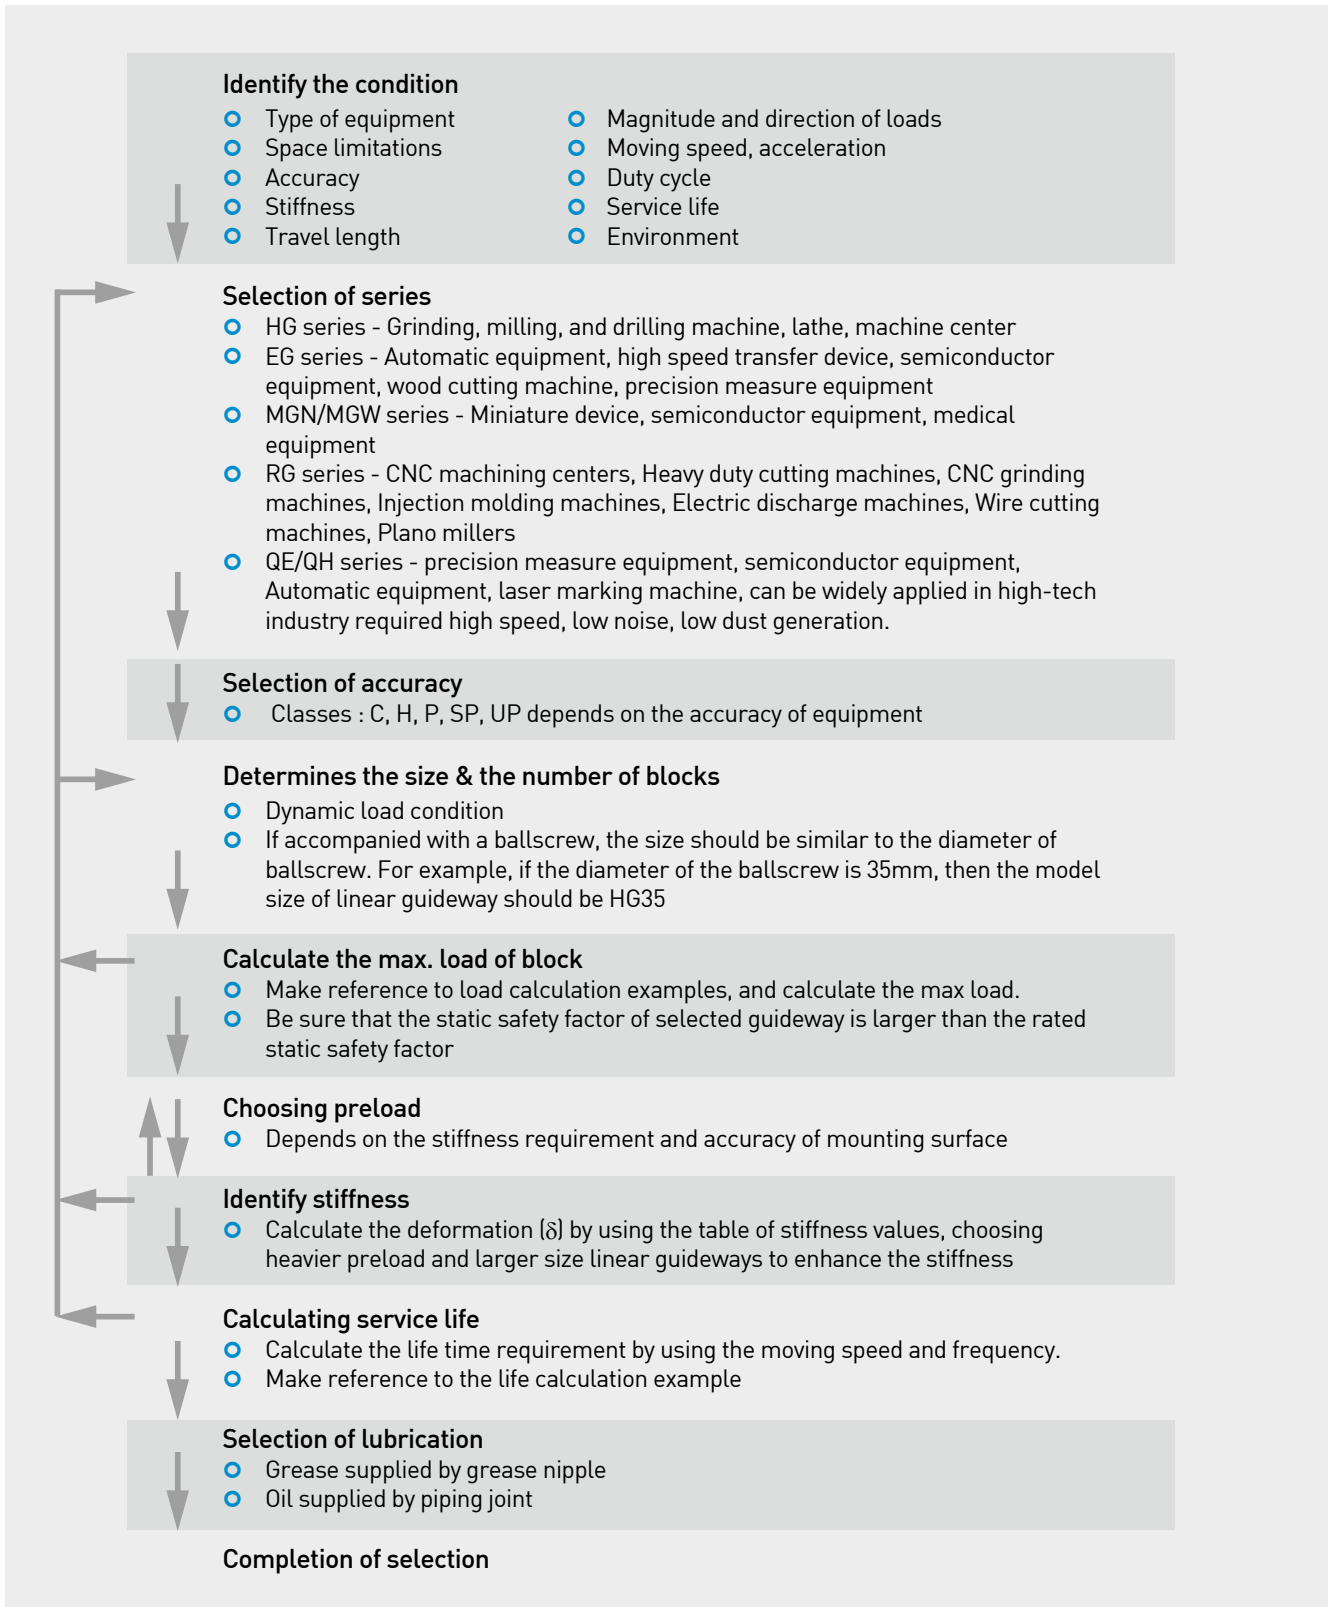 Identify the condition
Type of equipment
Space limitations
Accuracy
Stiffness
Travel length
Magnitude and direction of loads
Moving speed, acceleration
Duty cycle
Service life
Environment
Selection of series
HG series - Grinding, milling, and drilling machine, lathe, machine center
EG series - Automatic equipment, high speed transfer device, semiconductor
equipment, wood cutting machine, precision measure equipment
MGN/MGW series - Miniature device, semiconductor equipment, medical
equipment
RG series - CNC machining centers, Heavy duty cutting machines, CNC grinding
machines, Injection molding machines, Electric discharge machines, Wire cutting
machines, Plano millers
QE/QH series - precision measure equipment, semiconductor equipment,
Automatic equipment, laser marking machine, can be widely applied in high-tech
industry required high speed, low noise, low dust generation.
Selection of accuracy
Classes : C, H, P, SP, UP depends on the accuracy of equipment
Determines the size & the number of blocks
Dynamic load condition
If accompanied with a ballscrew, the size should be similar to the diameter of
ballscrew. For example, if the diameter of the ballscrew is 35mm, then the model
size of linear guideway should be HG35
Calculate the max. load of block
Make reference to load calculation examples, and calculate the max load.
Be sure that the static safety factor of selected guideway is larger than the rated
static safety factor
Choosing preload
Depends on the stiffness requirement and accuracy of mounting surface
Identify stiffness
Calculate the deformation (δ) by using the table of stiffness values, choosing
heavier preload and larger size linear guideways to enhance the stiffness
Calculating service life
Calculate the life time requirement by using the moving speed and frequency.
Make reference to the life calculation example
Selection of lubrication
Grease supplied by grease nipple
Oil supplied by piping joint
Completion of selection